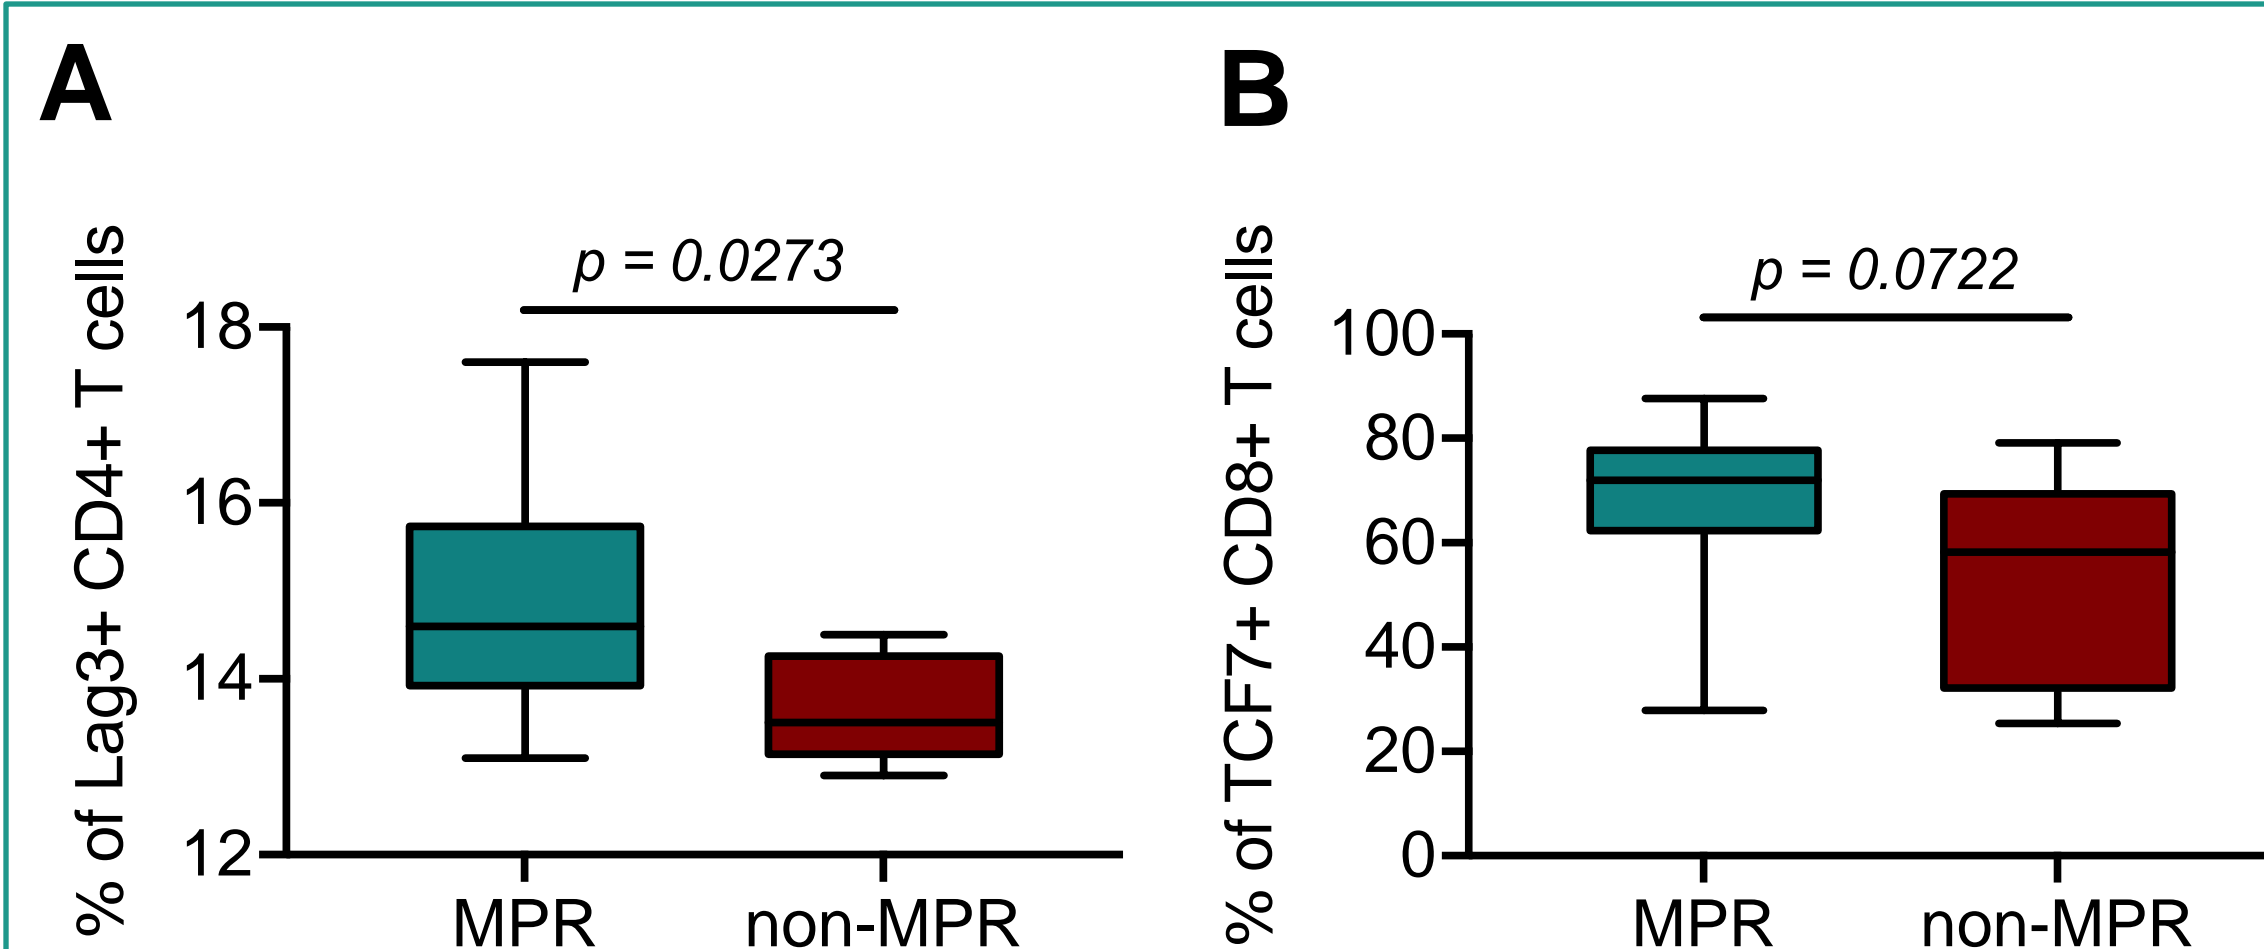 A
% of Lag3+ CD4+ T cells
p = 0.0273
18
16
14
12
MPR
non-MPR
B
% of TCF7+ CD8+ T cells
p = 0.0722
100
80
60
40
20
0
MPR
non-MPR